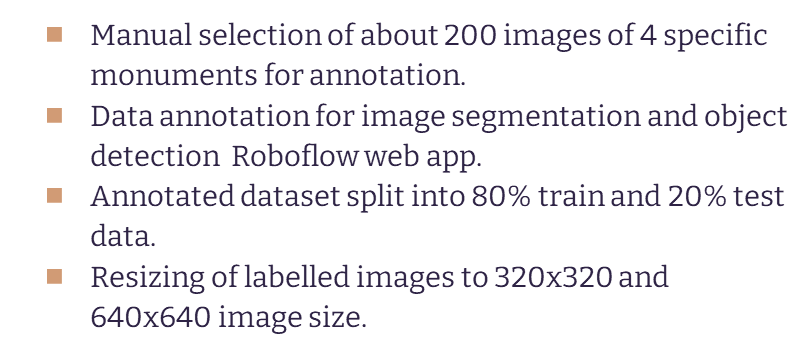 Manual selection of about 200 images of 4 specific
monuments for annotation.
Data annotation for image segmentation and object
detection  Roboflow web app.
Annotated dataset split into 80% train and 20% test
data.
Resizing of labelled images to 320x320 and
640x640 image size.